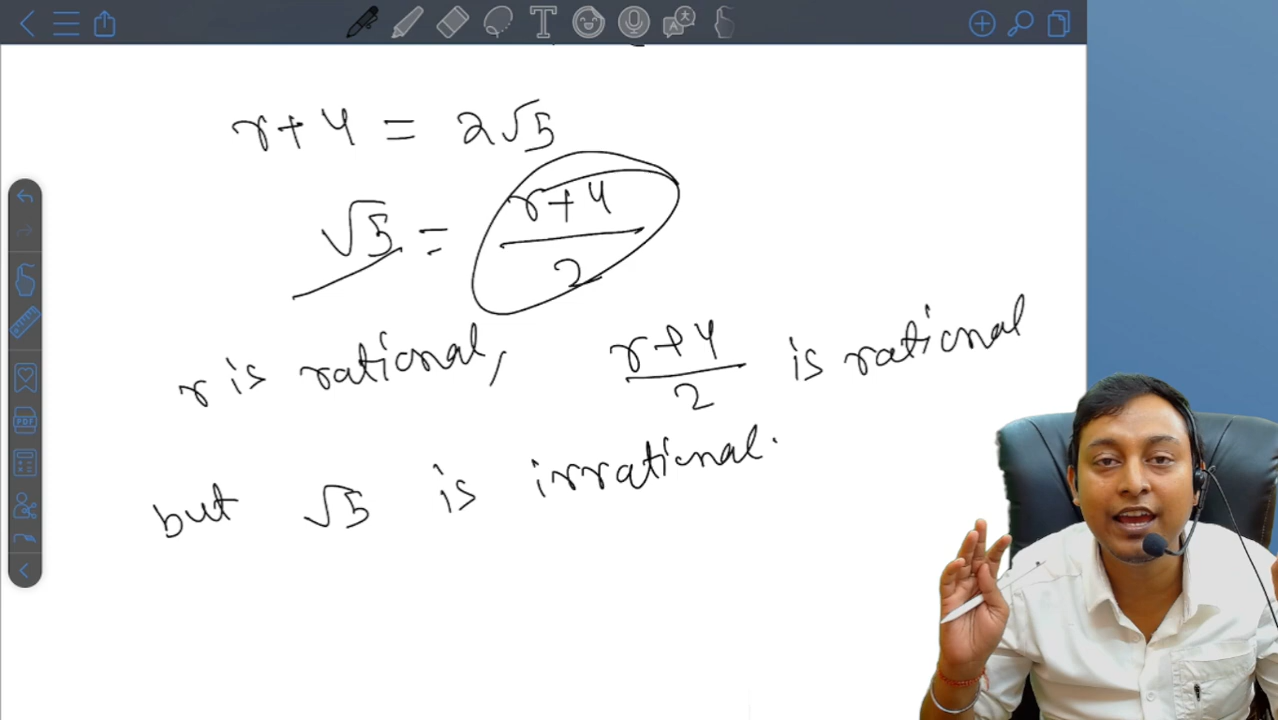 r+4 = 2√5
√5 = (r+4)/2
r is rational, (r+4)/2 is rational
but √5 is irrational.